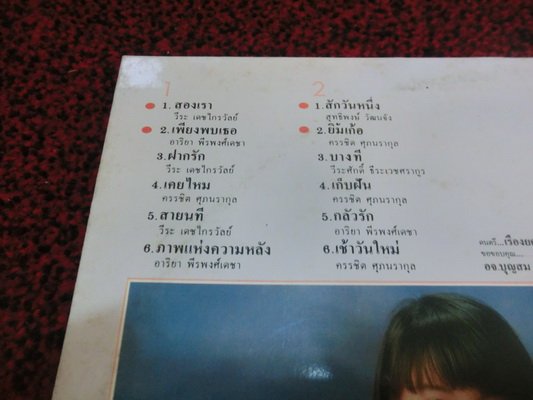 1
1. สองเรา
วีระ เดชไกรวัลย์
2. เพียงพบเธอ
อาริยา พีรพงศ์เดชา
3. ฝากรัก
วีระ เดชไกรวัลย์
4. เคยไหม
ครรชิต ศุภนรากุล
5. สายนที
วีระ เดชไกรวัลย์
6. ภาพแห่งความหลัง
อาริยา พีรพงศ์เดชา
2
1. สักวันหนึ่ง
สุทธิพงษ์ วัฒนจัง
2. ยิ้มเก้อ
ครรชิต ศุภนรากุล
3. บางที
วีระศักดิ์ ธีระเวชศรากูร
4. เก็บฝัน
ครรชิต ศุภนรากุล
5. กลัวรัก
อาริยา พีรพงศ์เดชา
6. เช้าวันใหม่
ครรชิต ศุภนรากุล
ดนตรี...
ขอขอบคุณ...
อจ.บุญสม